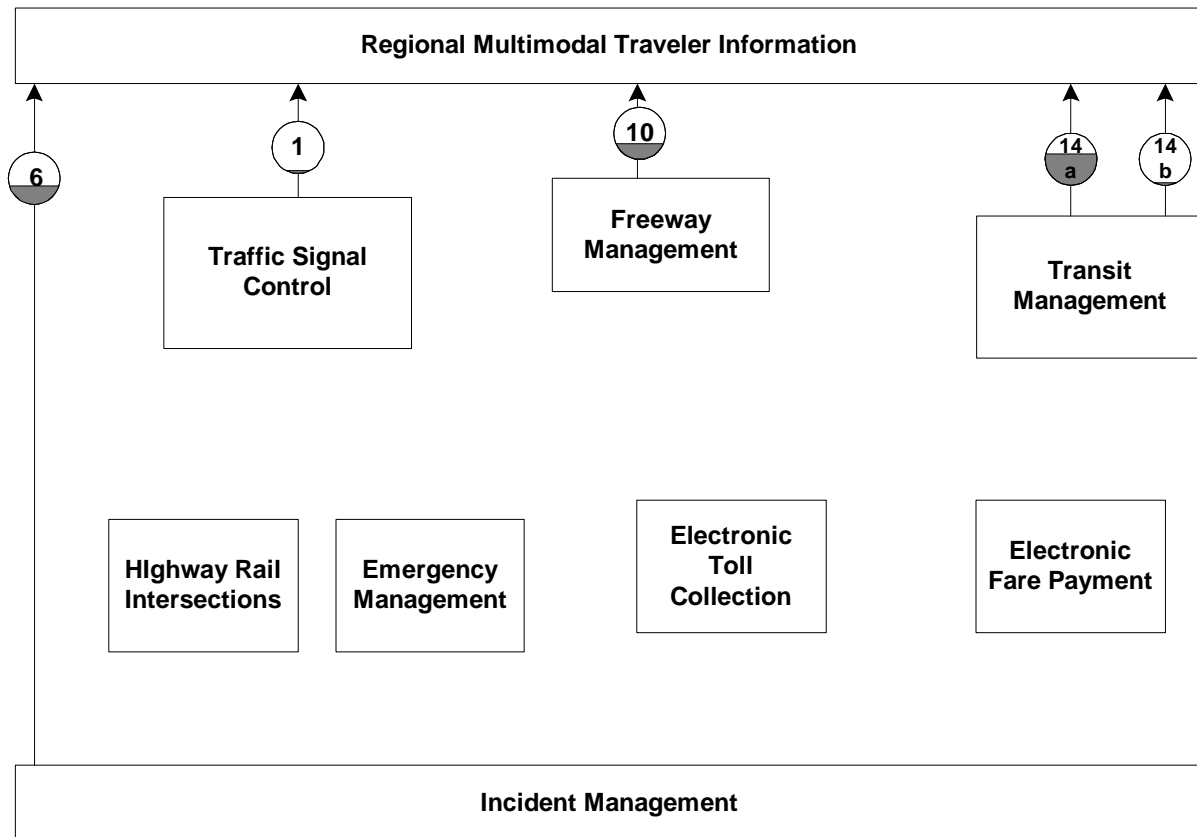 Regional Multimodal Traveler Information
6
1
10
14
a
14
b
Traffic Signal
Control
Freeway
Management
Transit
Management
HIghway Rail
Intersections
Emergency
Management
Electronic
Toll
Collection
Electronic
Fare Payment
Incident Management